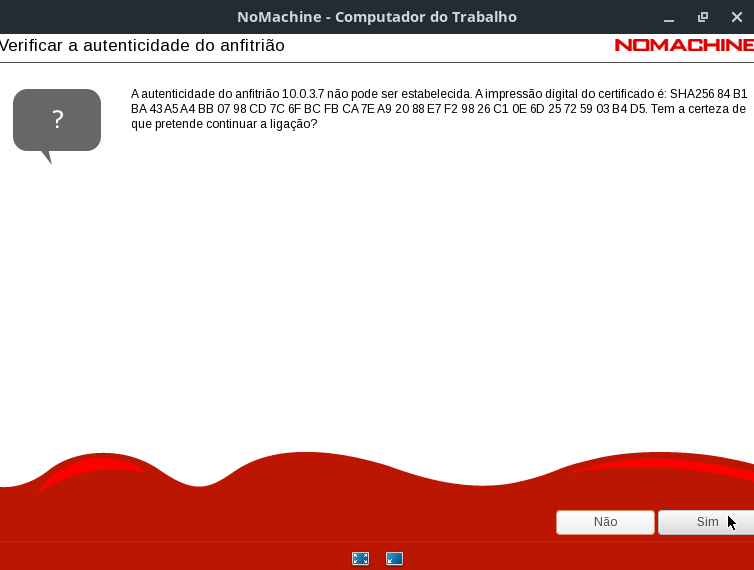 NoMachine - Computador do Trabalho
Verificar a autenticidade do anfitrião
NOMACHINE
?
A autenticidade do anfitrião 10.0.3.7 não pode ser estabelecida. A impressão digital do certificado é: SHA256 84 B1
BA 43 A5 A4 BB 07 98 CD 7C 6F BC FB CA 7E A9 20 88 E7 F2 98 26 C1 0E 6D 25 72 59 03 B4 D5. Tem a certeza de
que pretende continuar a ligação?
Não
Sim